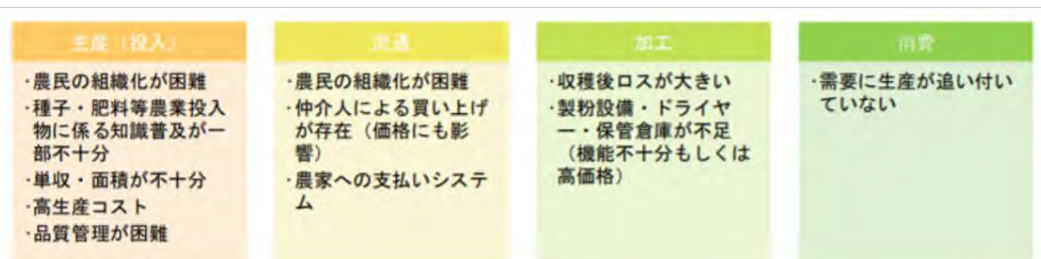 生産（投入）
・農民の組織化が困難
・種子・肥料等農業投入
物に係る知識普及が一
部不十分
・単収・面積が不十分
・高生産コスト
・品質管理が困難
流通
・農民の組織化が困難
・仲介人による買い上げ
が存在（価格にも影
響）
・農家への支払いシステ
ム
加工
・収穫後ロスが大きい
・製粉設備・ドライヤ
ー・保管倉庫が不足
（機能不十分もしくは
高価格）
消費
・需要に生産が追い付い
ていない